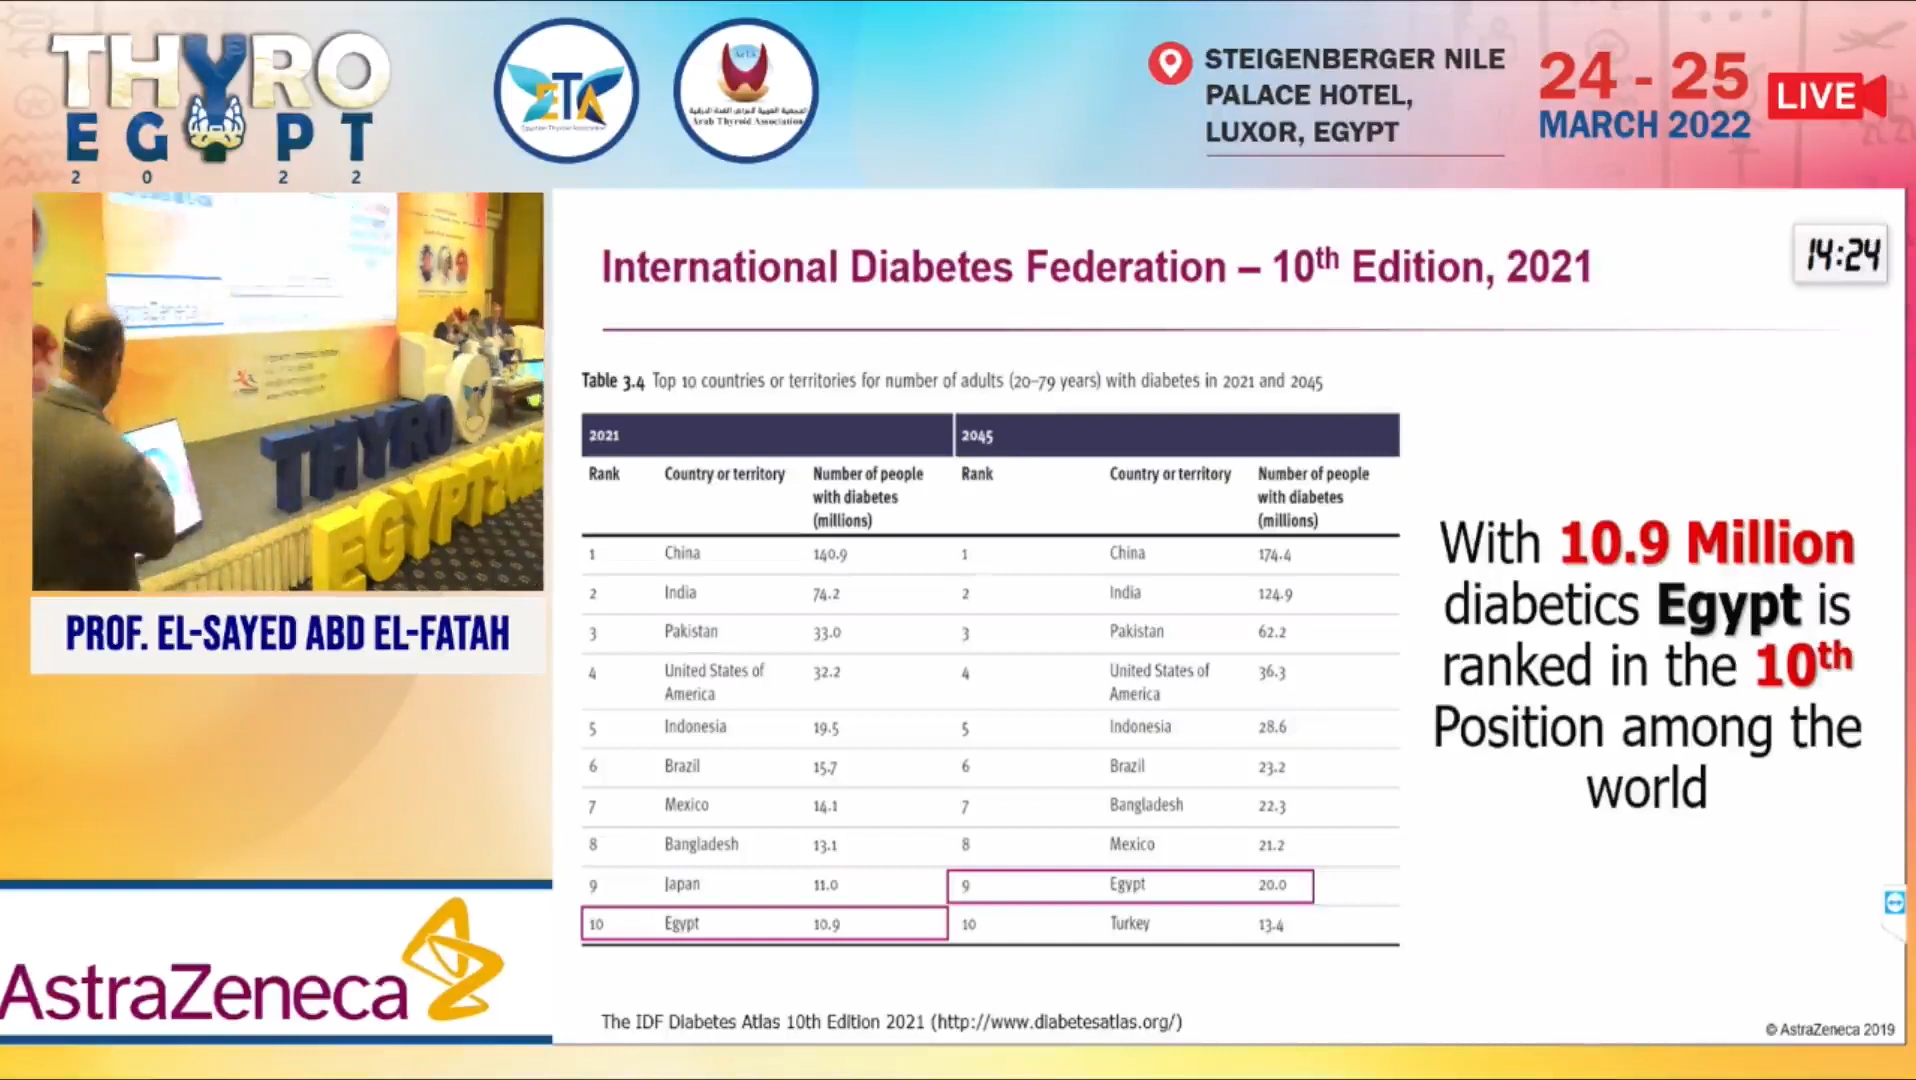 THYRO
EGYPT
2022
ETA
Egyptian Thyroid Association
Arab Thyroid Association
STEIGENBERGER NILE
PALACE HOTEL,
LUXOR, EGYPT
24 - 25
MARCH 2022
LIVE
THYRO
EGYPT
PROF. EL-SAYED ABD EL-FATAH
AstraZeneca
International Diabetes Federation – 10th Edition, 2021
14:24
Table 3.4 Top 10 countries or territories for number of adults (20–79 years) with diabetes in 2021 and 2045
2021 2045
Rank Country or territory Number of people with diabetes (millions) Rank Country or territory Number of people with diabetes (millions)
1 China 140.9 1 China 174.4
2 India 74.2 2 India 124.9
3 Pakistan 33.0 3 Pakistan 62.2
4 United States of America 32.2 4 United States of America 36.3
5 Indonesia 19.5 5 Indonesia 28.6
6 Brazil 15.7 6 Brazil 23.2
7 Mexico 14.1 7 Bangladesh 22.3
8 Bangladesh 13.1 8 Mexico 21.2
9 Japan 11.0 9 Egypt 20.0
10 Egypt 10.9 10 Turkey 13.4
With 10.9 Million
diabetics Egypt is
ranked in the 10th
Position among the
world
The IDF Diabetes Atlas 10th Edition 2021 (http://www.diabetesatlas.org/)
© AstraZeneca 2019